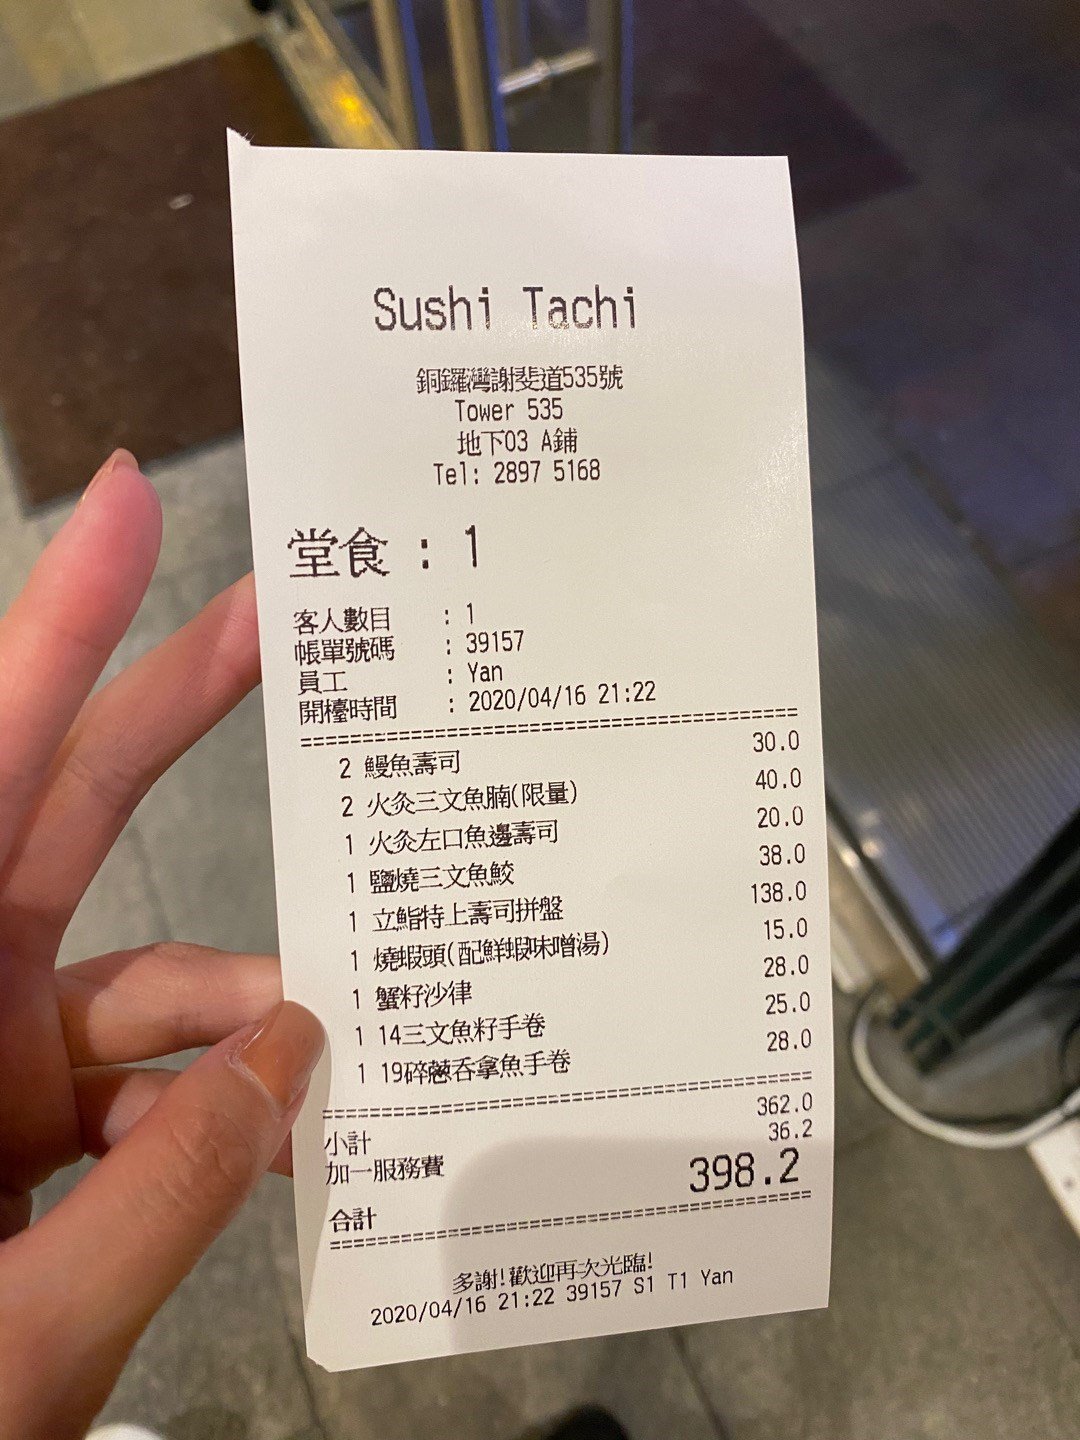 Sushi Tachi
銅鑼灣謝斐道535號
Tower 535
地下03 A鋪
Tel: 2897 5168
堂食 : 1
客人數目 : 1
帳單號碼 : 39157
員工 : Yan
開檯時間 : 2020/04/16 21:22
2 鰻魚壽司 30.0
2 火灸三文魚腩(限量) 40.0
1 火灸左口魚邊壽司 20.0
1 鹽燒三文魚鮫 38.0
1 立鮨特上壽司拼盤 138.0
1 燒蝦頭(配鮮蝦味噌湯) 15.0
1 蟹籽沙律 28.0
1 14三文魚籽手卷 25.0
1 19碎蔥吞拿魚手卷 28.0
小計 362.0
加一服務費 36.2
合計 398.2
多謝!歡迎再次光臨!
2020/04/16 21:22 39157 S1 T1 Yan